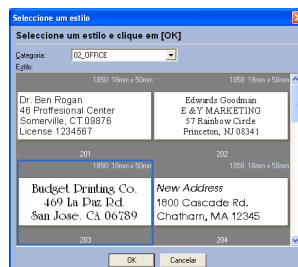 Seleccione um estilo
Seleccione um estilo e clique em [OK]
Categoria: 02_OFFICE
Estilo:
1850: 18mm x 50mm
1850: 18mm x 50mm
Dr. Ben Rogan
46 Proffesional Center
Somerville, CT 09876
License 1234567
Edwards Goodman
E &Y MARKETING
57 Rainbow Circle
Princeton, NJ 08341
201
202
1850: 18mm x 50mm
1850: 18mm x 50mm
Budget Printing Co.
469 La Paz Rd.
San Jose, CA 06789
New Address
1800 Cascade Rd.
Chatham, MA 12345
203
204
OK
Cancelar